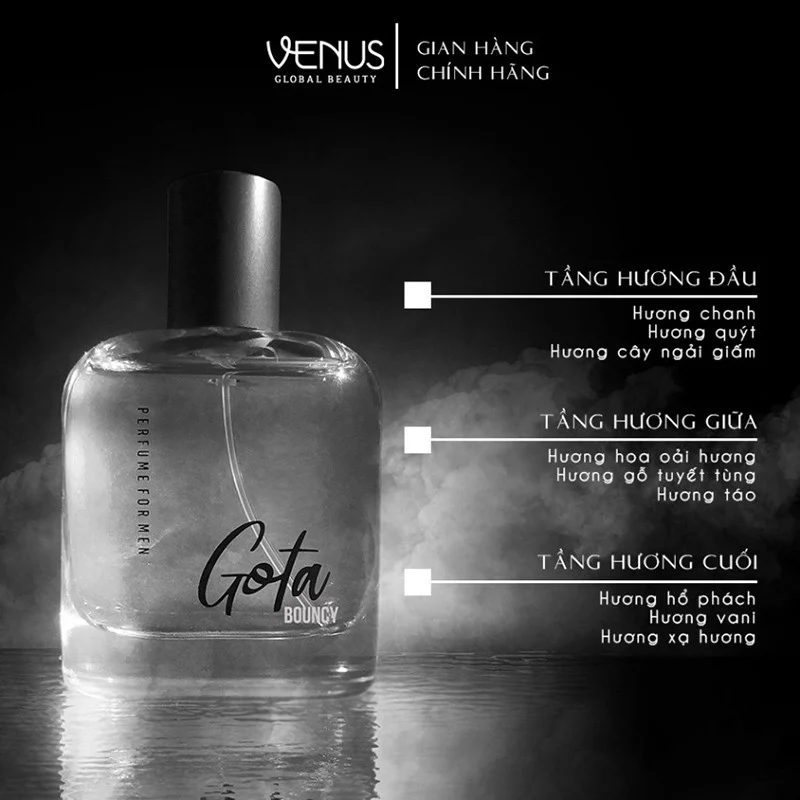 VENUS
GLOBAL BEAUTY
GIAN HÀNG
CHÍNH HÃNG
TẦNG HƯƠNG ĐẦU
Hương chanh
Hương quýt
Hương cây ngải giấm
TẦNG HƯƠNG GIỮA
Hương hoa oải hương
Hương gỗ tuyết tùng
Hương táo
TẦNG HƯƠNG CUỐI
Hương hổ phách
Hương vani
Hương xạ hương
PERFUME FOR MEN
Gota
BOUNCY